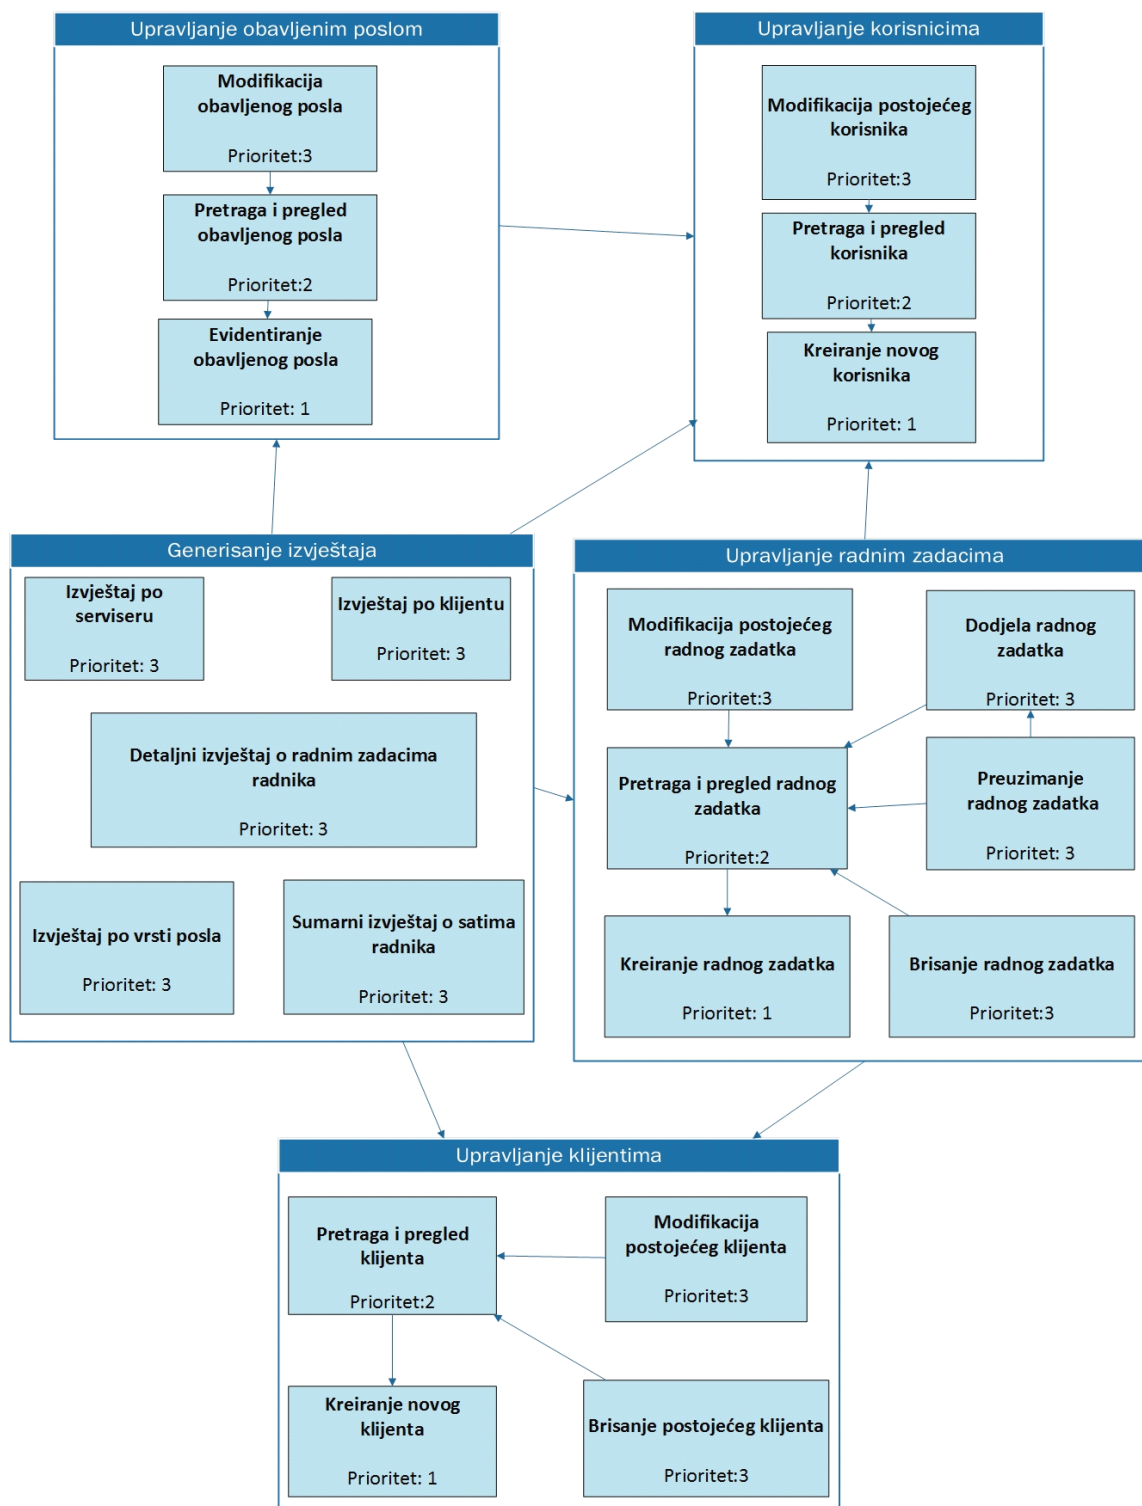 Upravljanje obavljenim poslom
Modifikacija
obavljenog posla
Prioritet:3
Pretraga i pregled
obavljenog posla
Prioritet:2
Evidentiranje
obavljenog posla
Prioritet: 1
Upravljanje korisnicima
Modifikacija postojećeg
korisnika
Prioritet:3
Pretraga i pregled
korisnika
Prioritet:2
Kreiranje novog
korisnika
Prioritet: 1
Generisanje izvještaja
Izvještaj po
serviseru
Prioritet: 3
Izvještaj po klijentu
Prioritet: 3
Detaljni izvještaj o radnim zadacima
radnika
Prioritet: 3
Izvještaj po vrsti posla
Prioritet: 3
Sumarni izvještaj o satima
radnika
Prioritet: 3
Upravljanje radnim zadacima
Modifikacija postojećeg
radnog zadatka
Prioritet:3
Dodjela radnog
zadatka
Prioritet: 3
Pretraga i pregled radnog
zadatka
Prioritet:2
Preuzimanje
radnog zadatka
Prioritet: 3
Kreiranje radnog zadatka
Prioritet: 1
Brisanje radnog zadatka
Prioritet:3
Upravljanje klijentima
Pretraga i pregled
klijenta
Prioritet:2
Modifikacija
postojećeg klijenta
Prioritet:3
Kreiranje novog
klijenta
Prioritet: 1
Brisanje postojećeg klijenta
Prioritet:3